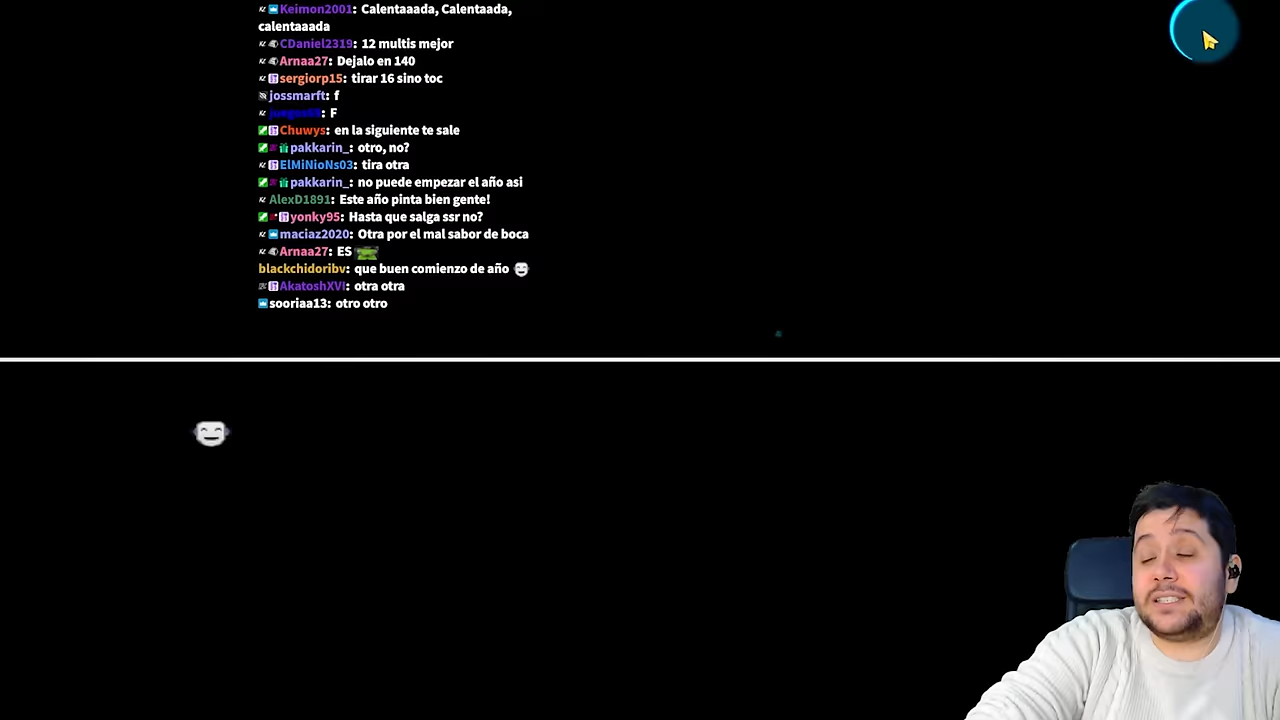 Keimon2001: Calentaaada, Calentaada,
calentaaada
CDaniel2319: 12 multis mejor
Arnaa27: Dejalo en 140
sergiorp15: tirar 16 sino toc
jossmarft: f
: F
Chuwys: en la siguiente te sale
pakkarin_: otro, no?
ElMiNioNs03: tira otra
pakkarin_: no puede empezar el año asi
AlexD1891: Este año pinta bien gente!
yonky95: Hasta que salga ssr no?
maciaz2020: Otra por el mal sabor de boca
Arnaa27: ES
blackchidoribv: que buen comienzo de año
AkatoshXVI: otra otra
sooriaa13: otro otro